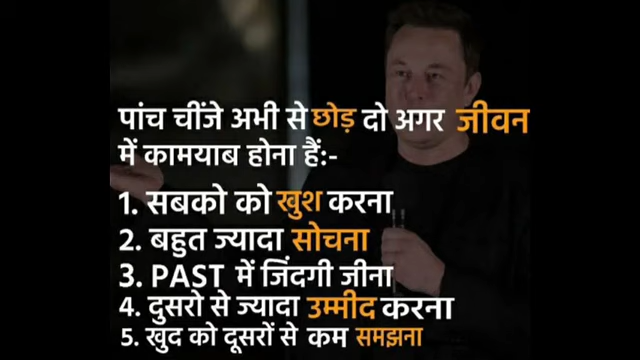 पांच चींजे अभी से छोड़ दो अगर जीवन
में कामयाब होना हैं:-
1. सबको को खुश करना
2. बहुत ज्यादा सोचना
3. PAST में जिंदगी जीना
4. दुसरो से ज्यादा उम्मीद करना
5. खुद को दूसरों से कम समझना